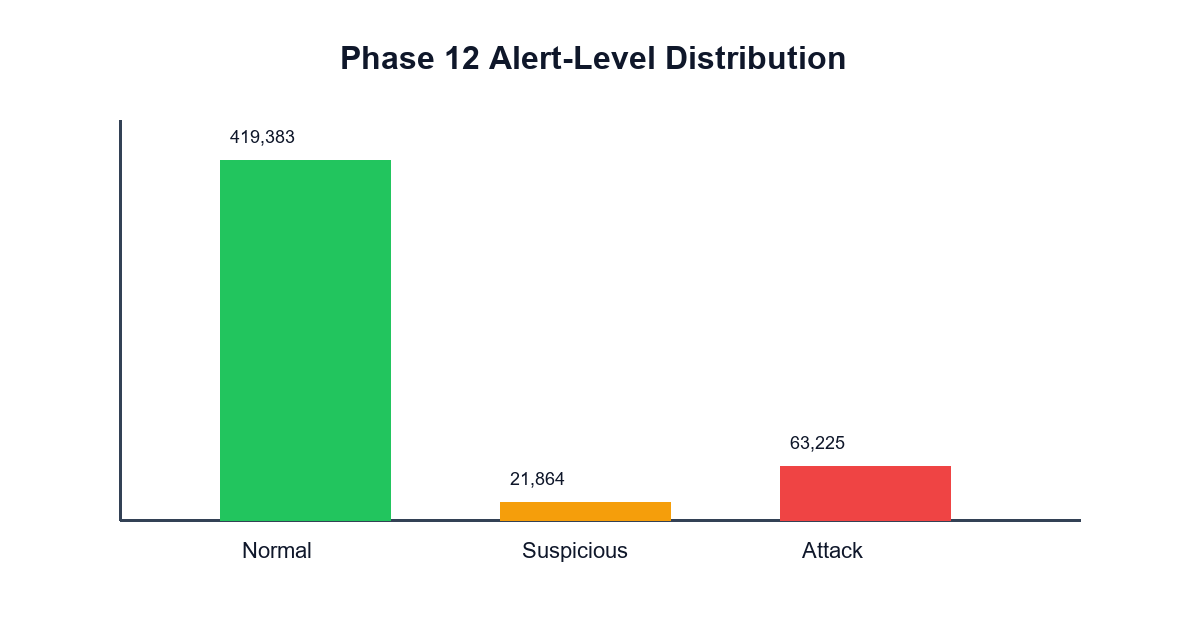 Phase 12 Alert-Level Distribution
419,383
21,864
63,225
Normal
Suspicious
Attack